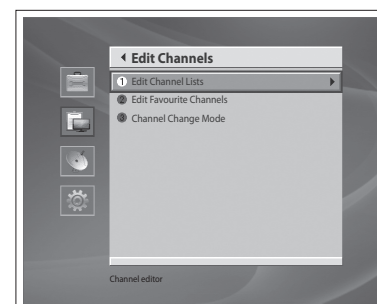 Edit Channels
1 Edit Channel Lists
2 Edit Favourite Channels
3 Channel Change Mode
Channel editor